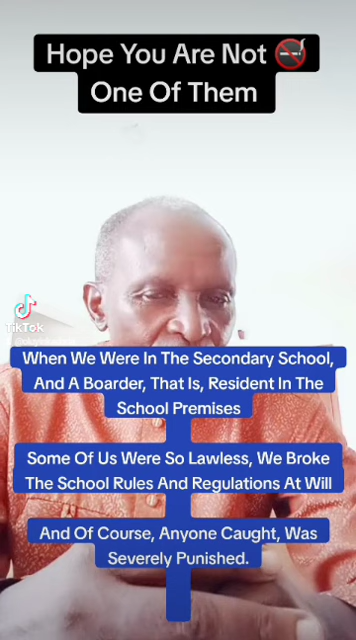 Hope You Are Not 🚭
One Of Them
TikTok
When We Were In The Secondary School,
And A Boarder, That Is, Resident In The
School Premises
Some Of Us Were So Lawless, We Broke
The School Rules And Regulations At Will
And Of Course, Anyone Caught, Was
Severely Punished.